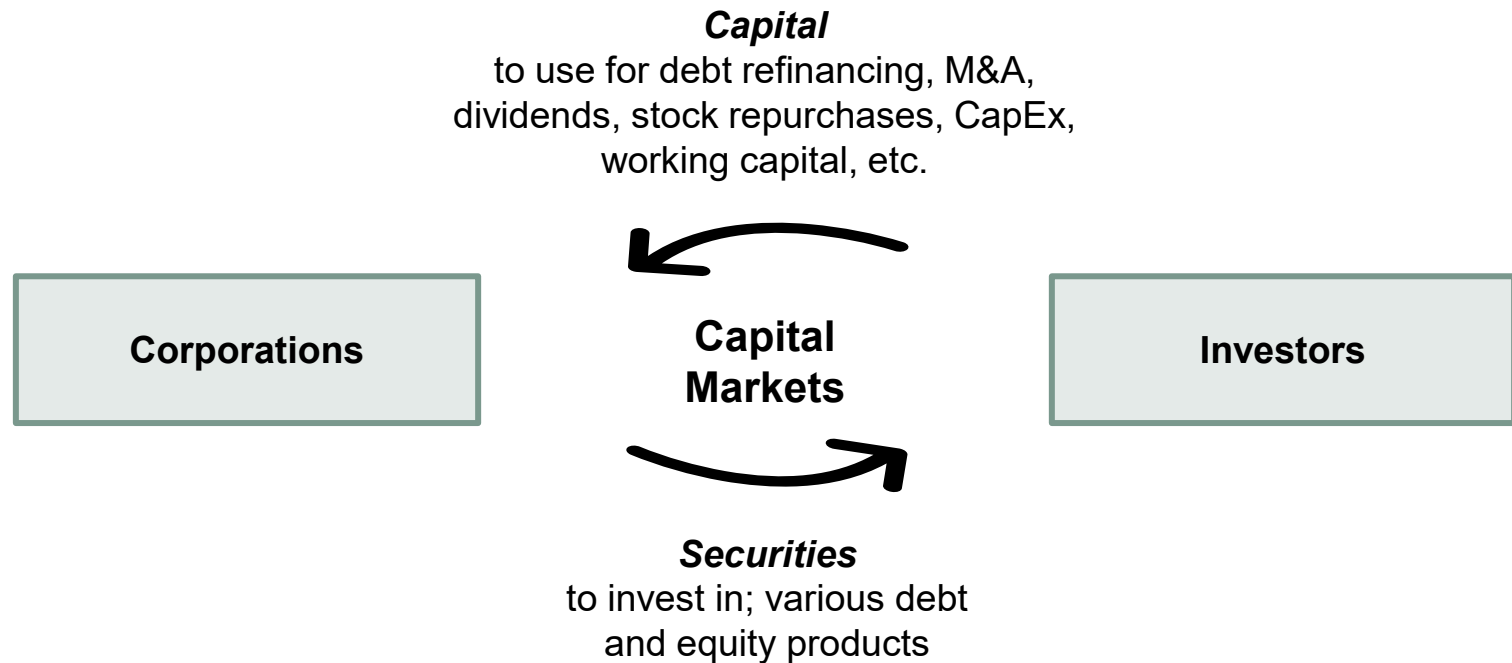 Capital
to use for debt refinancing, M&A,
dividends, stock repurchases, CapEx,
working capital, etc.
Corporations
Capital
Markets
Investors
Securities
to invest in; various debt
and equity products